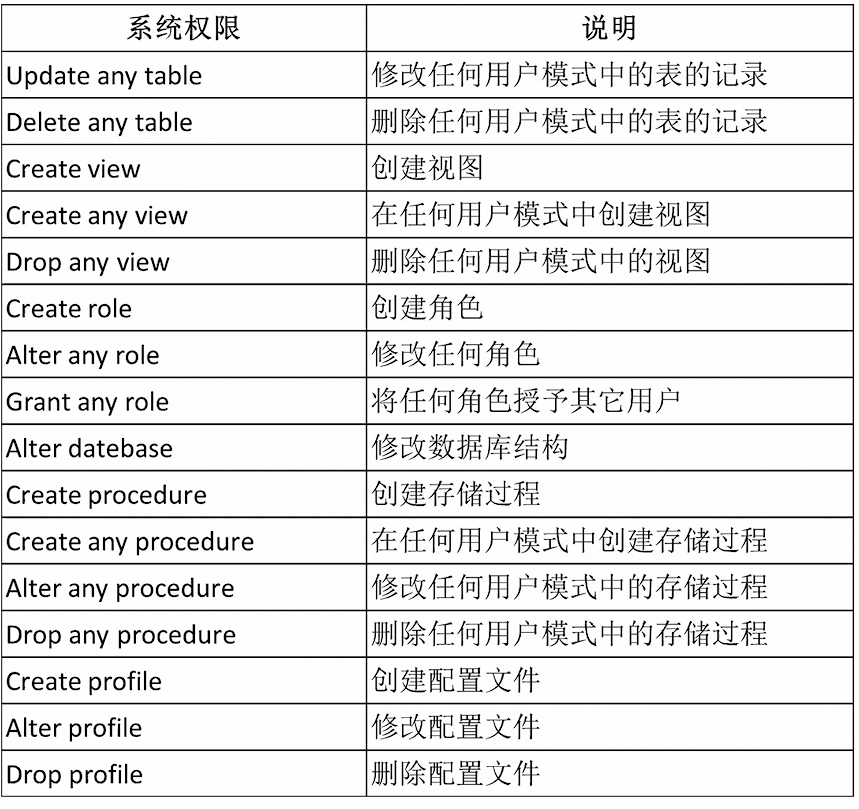 系统权限 说明
Update any table 修改任何用户模式中的表的记录
Delete any table 删除任何用户模式中的表的记录
Create view 创建视图
Create any view 在任何用户模式中创建视图
Drop any view 删除任何用户模式中的视图
Create role 创建角色
Alter any role 修改任何角色
Grant any role 将任何角色授予其它用户
Alter datebase 修改数据库结构
Create procedure 创建存储过程
Create any procedure 在任何用户模式中创建存储过程
Alter any procedure 修改任何用户模式中的存储过程
Drop any procedure 删除任何用户模式中的存储过程
Create profile 创建配置文件
Alter profile 修改配置文件
Drop profile 删除配置文件